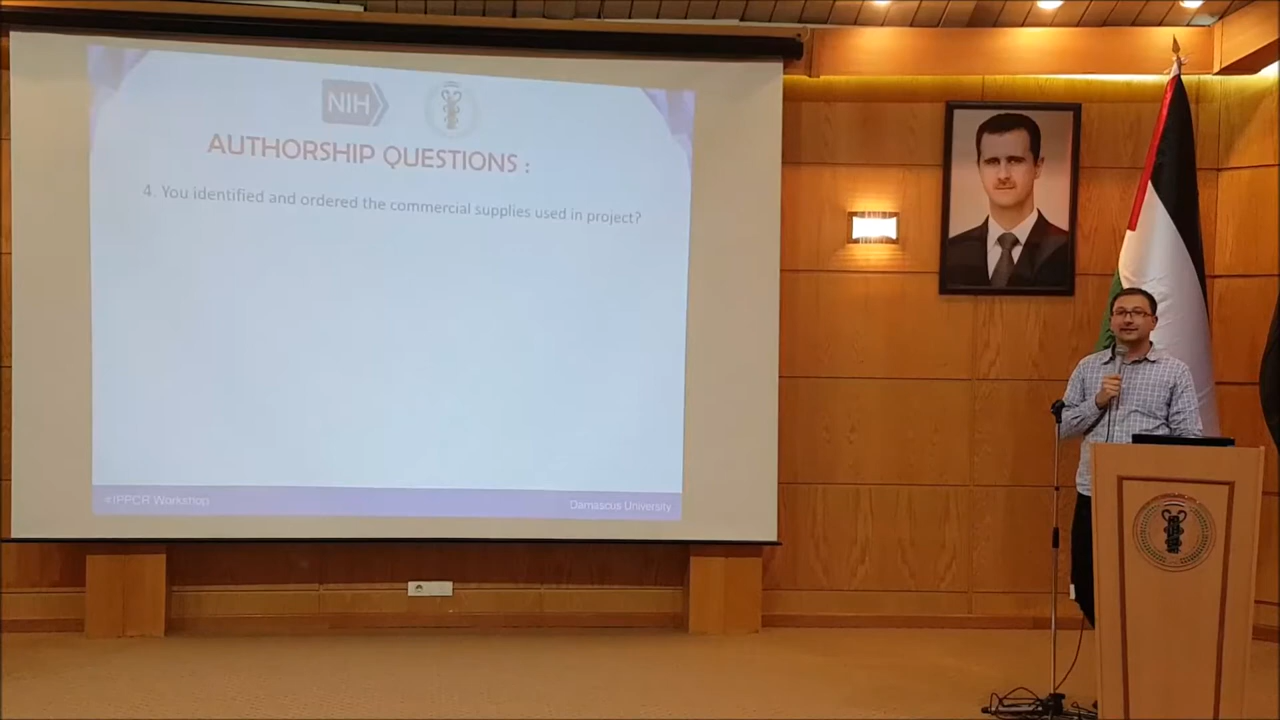 NIH
AUTHORSHIP QUESTIONS :
4. You identified and ordered the commercial supplies used in project?
#IPPCR Workshop
Damascus University